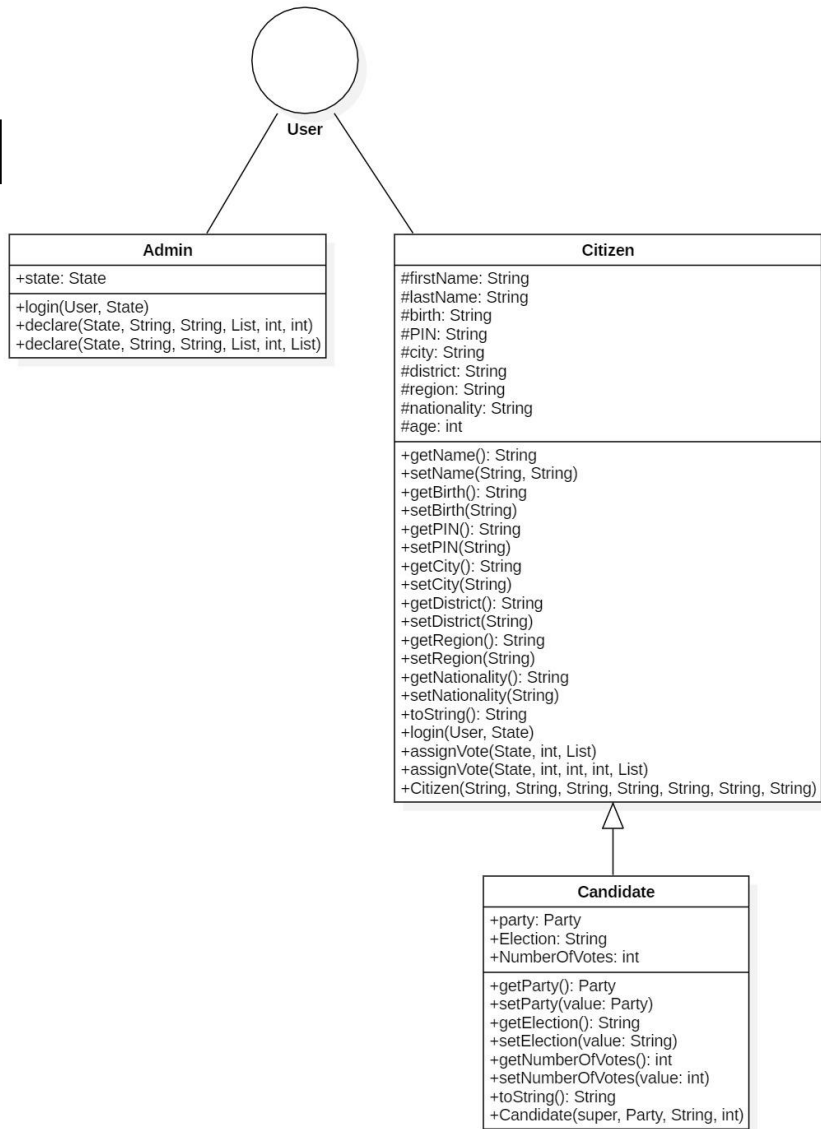 User
Admin
+state: State
+login(User, State)
+declare(State, String, String, List, int, int)
+declare(State, String, String, List, int, List)
Citizen
#firstName: String
#lastName: String
#birth: String
#PIN: String
#city: String
#district: String
#region: String
#nationality: String
#age: int
+getName(): String
+setName(String, String)
+getBirth(): String
+setBirth(String)
+getPIN(): String
+setPIN(String)
+getCity(): String
+setCity(String)
+getDistrict(): String
+setDistrict(String)
+getRegion(): String
+setRegion(String)
+getNationality(): String
+setNationality(String)
+toString(): String
+login(User, State)
+assignVote(State, int, List)
+assignVote(State, int, int, int, List)
+Citizen(String, String, String, String, String, String, String)
Candidate
+party: Party
+Election: String
+NumberOfVotes: int
+getParty(): Party
+setParty(value: Party)
+getElection(): String
+setElection(value: String)
+getNumberOfVotes(): int
+setNumberOfVotes(value: int)
+toString(): String
+Candidate(super, Party, String, int)